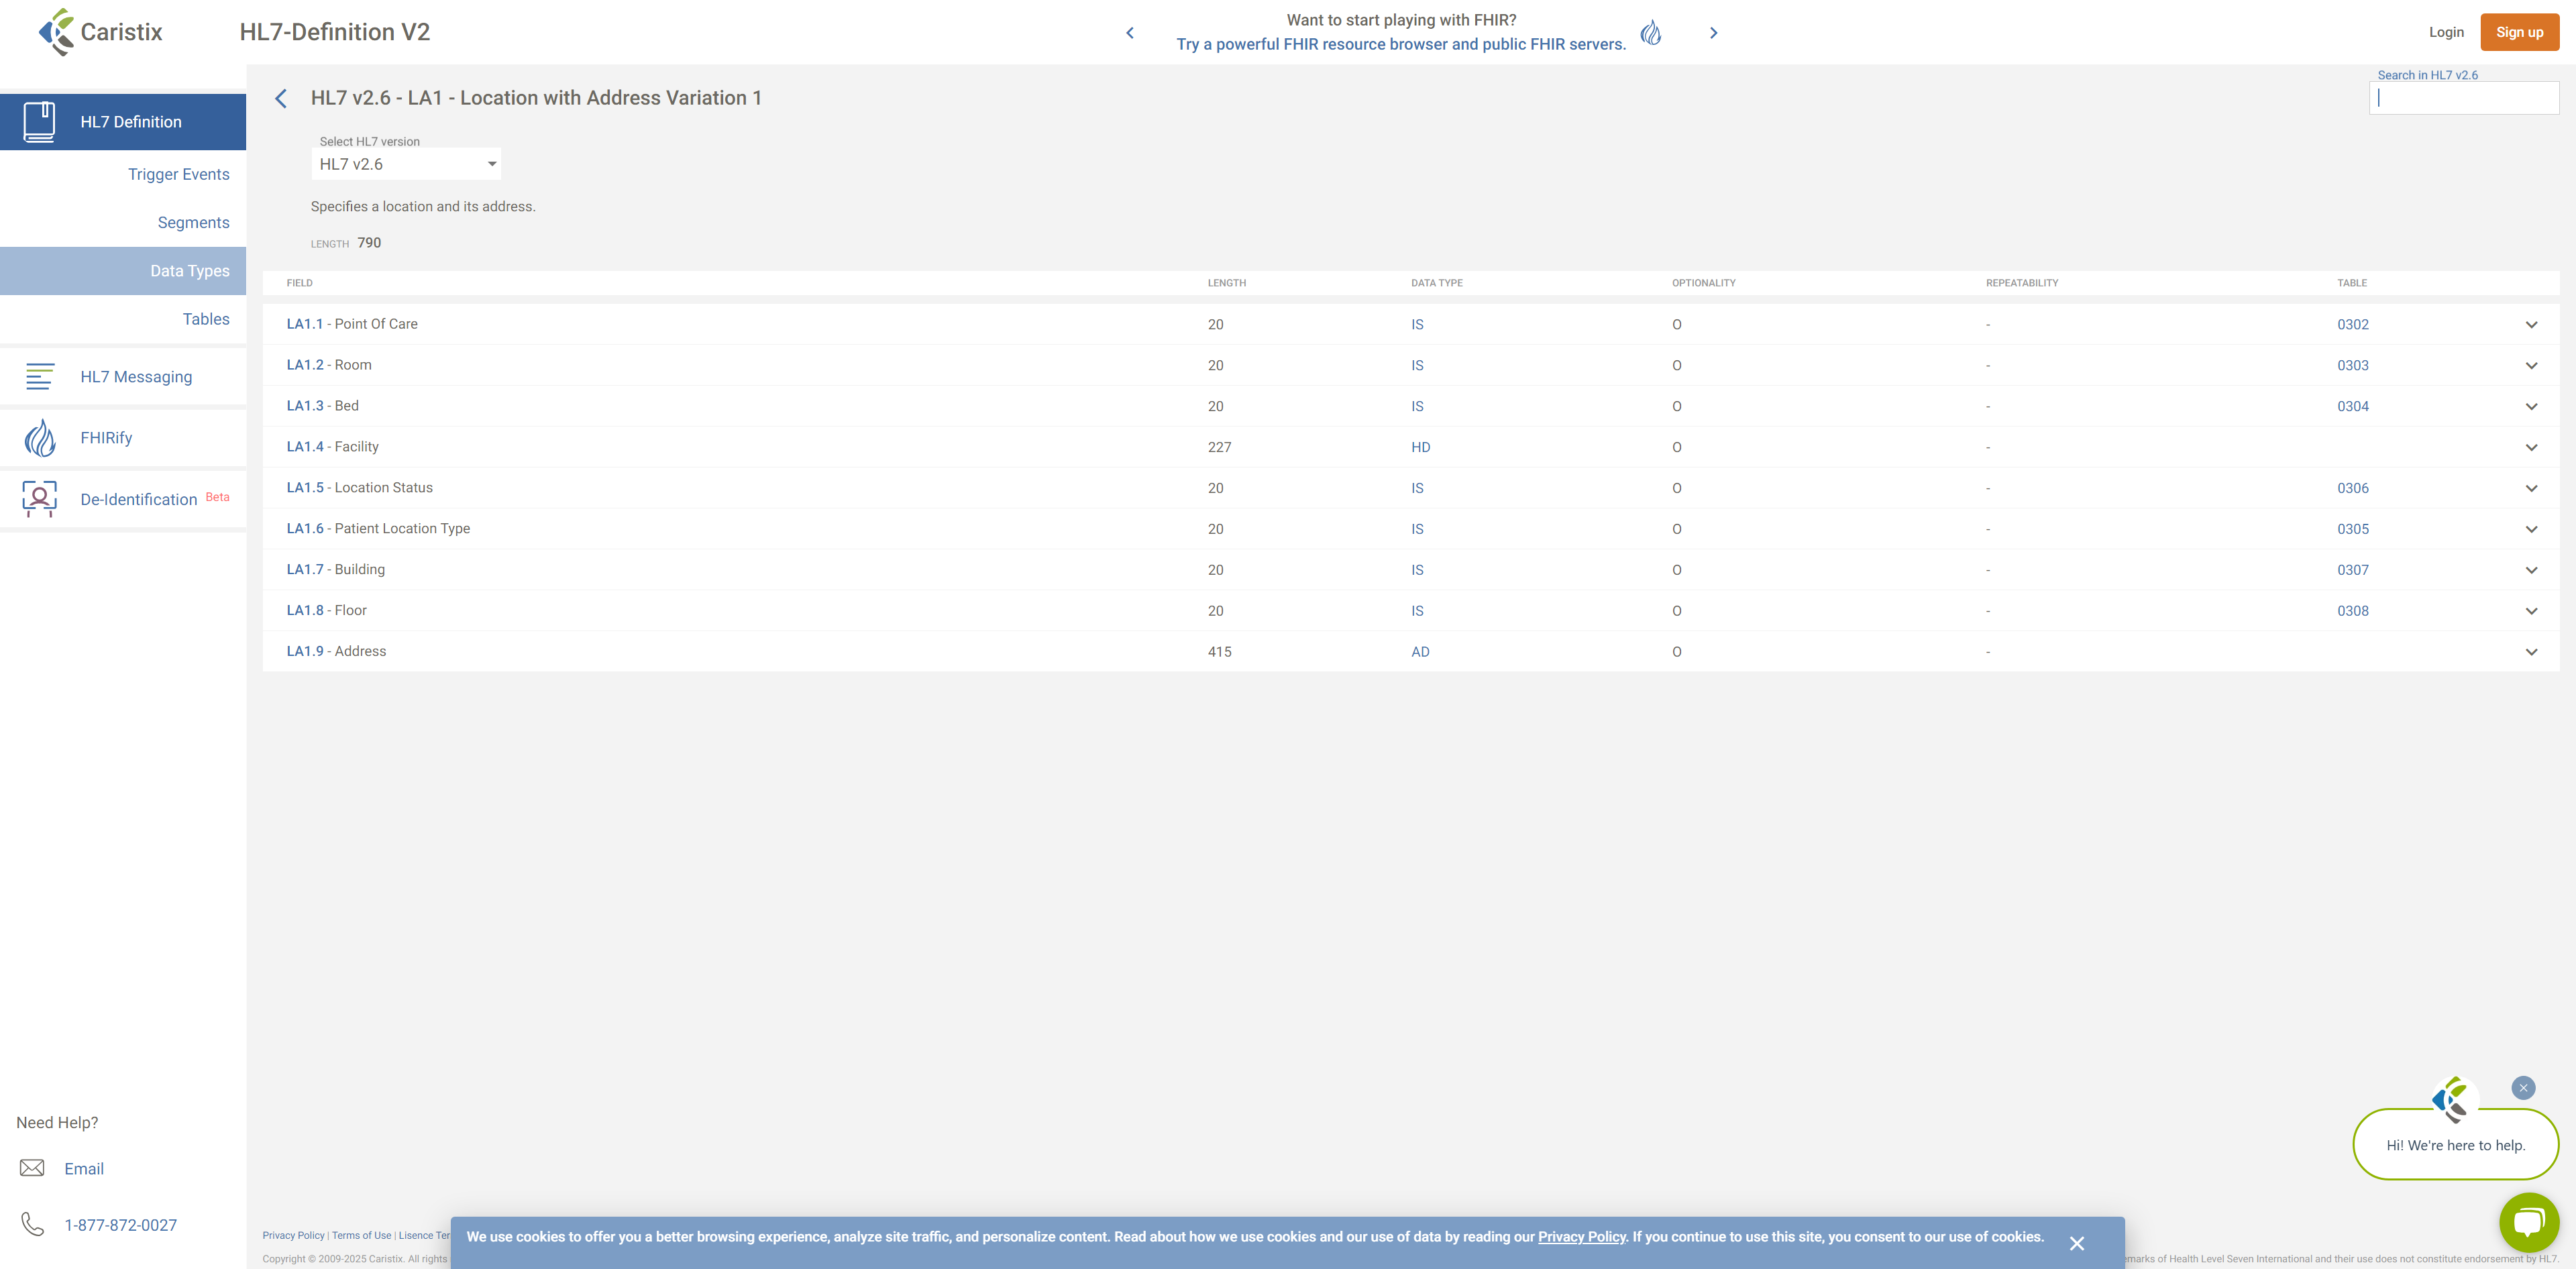 Caristix
HL7-Definition V2
Want to start playing with FHIR?
Try a powerful FHIR resource browser and public FHIR servers.
Login
Sign up
HL7 Definition
Trigger Events
Segments
Data Types
Tables
HL7 Messaging
FHIRify
De-Identification Beta
Need Help?
Email
1-877-872-0027
HL7 v2.6 - LA1 - Location with Address Variation 1
Search in HL7 v2.6
Select HL7 version
HL7 v2.6
Specifies a location and its address.
LENGTH 790
FIELD LENGTH DATA TYPE OPTIONALITY REPEATABILITY TABLE
LA1.1 - Point Of Care 20 IS O - 0302
LA1.2 - Room 20 IS O - 0303
LA1.3 - Bed 20 IS O - 0304
LA1.4 - Facility 227 HD O -
LA1.5 - Location Status 20 IS O - 0306
LA1.6 - Patient Location Type 20 IS O - 0305
LA1.7 - Building 20 IS O - 0307
LA1.8 - Floor 20 IS O - 0308
LA1.9 - Address 415 AD O -
Hi! We're here to help.
Privacy Policy | Terms of Use | Lisence Ter
We use cookies to offer you a better browsing experience, analyze site traffic, and personalize content. Read about how we use cookies and our use of data by reading our Privacy Policy. If you continue to use this site, you consent to our use of cookies.
Copyright © 2009-2025 Caristix. All rights
emarks of Health Level Seven International and their use does not constitute endorsement by HL7.